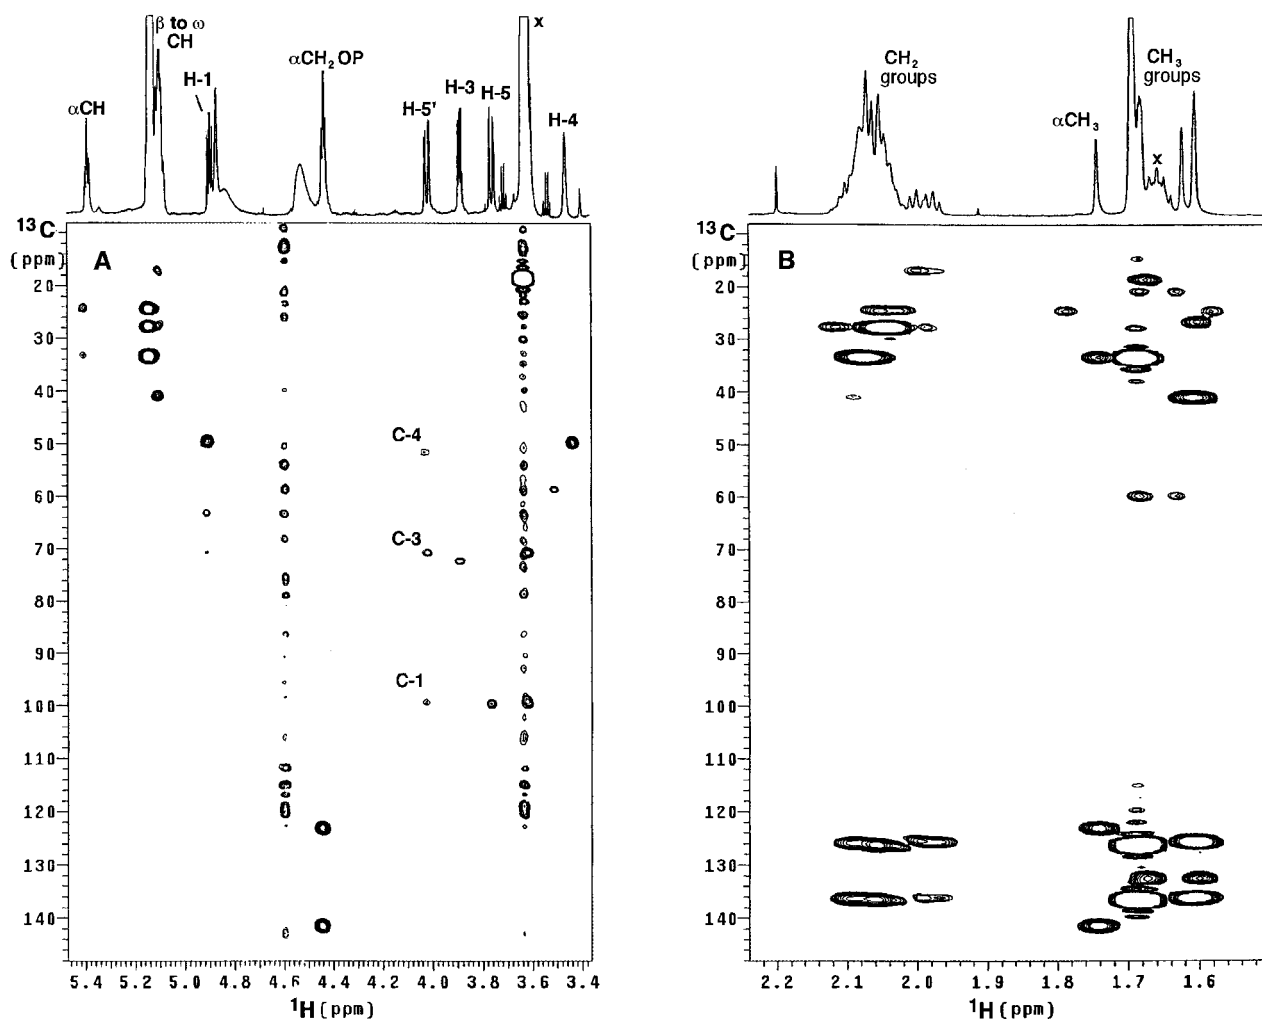 β to ω
CH
x
αCH₂ OP
H-1
αCH
H-5'
H-3
H-5
H-4
¹³C
(ppm)
A
20
30
40
50
60
70
80
90
100
110
120
130
140
C-4
C-3
C-1
5.4 5.2 5.0 4.8 4.6 4.4 4.2 4.0 3.8 3.6 3.4
¹H (ppm)
CH₂
groups
CH₃
groups
αCH₃
x
¹³C
(ppm)
B
20
30
40
50
60
70
80
90
100
110
120
130
140
2.2 2.1 2.0 1.9 1.8 1.7 1.6
¹H (ppm)